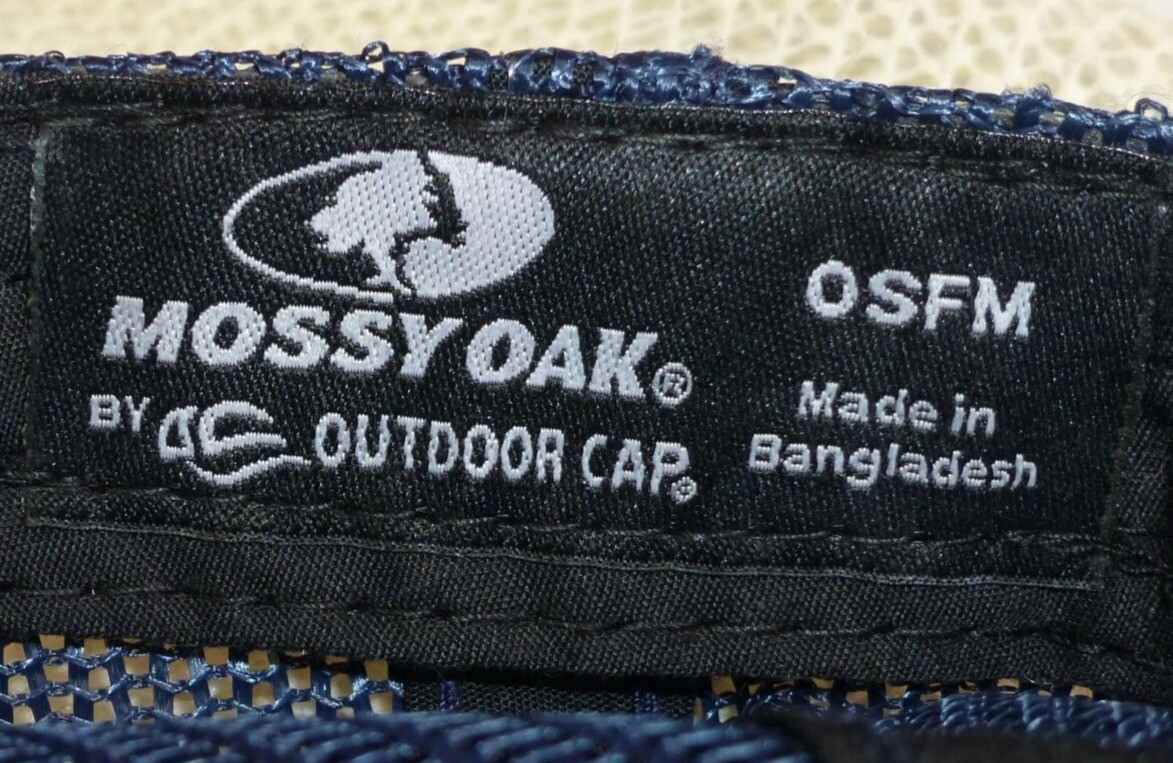 MOSSY OAK®
BY OUTDOOR CAP®
OSFM
Made in
Bangladesh